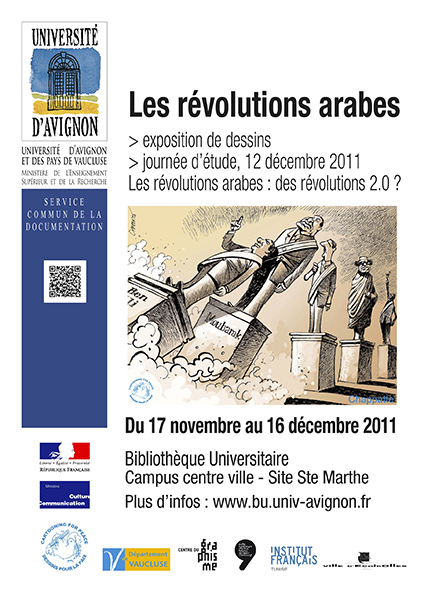 UNIVERSITÉ
D'AVIGNON
UNIVERSITÉ D'AVIGNON
ET DES PAYS DE VAUCLUSE
MINISTÈRE DE L'ENSEIGNEMENT
SUPÉRIEUR ET DE LA RECHERCHE
SERVICE
COMMUN DE LA
DOCUMENTATION
Les révolutions arabes
> exposition de dessins
> journée d'étude, 12 décembre 2011
Les révolutions arabes : des révolutions 2.0 ?
Ben
Moubarak
Chappatte
Du 17 novembre au 16 décembre 2011
Bibliothèque Universitaire
Campus centre ville - Site Ste Marthe
Plus d'infos : www.bu.univ-avignon.fr
Liberté • Égalité • Fraternité
RÉPUBLIQUE FRANÇAISE
Ministère
Culture
Communication
CARTOONING FOR PEACE
DESSINS POUR LA PAIX
Département
VAUCLUSE
CENTRE DU
graphisme
INSTITUT
FRANÇAIS
TUNISIE